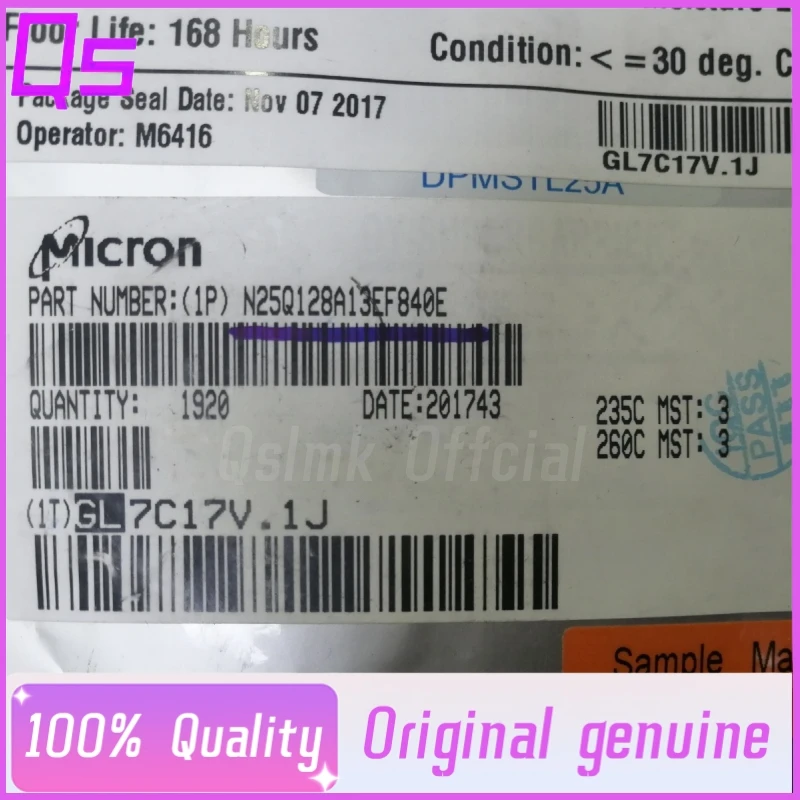 Floor Life: 168 Hours
Condition: < =30 deg. C
Package Seal Date: Nov 07 2017
Operator: M6416
GL7C17V.1J
Qs
Micron
PART NUMBER:(1P) N25Q128A13EF840E
QUANTITY: 1920 DATE:201743
235C MST: 3
260C MST: 3
PASS
Qslmk Offcial
(1T)GL7C17V.1J
Sample Ma
100% Quality
Original genuine